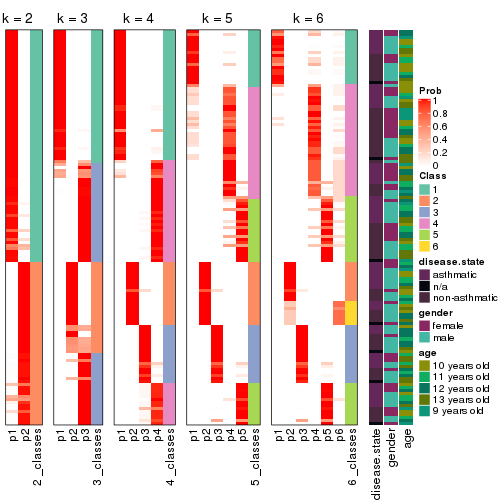 k = 2 k = 3 k = 4 k = 5 k = 6
Prob
1
0.8
0.6
0.4
0.2
0
Class
1
2
3
4
5
6
disease.state
asthmatic
n/a
non-asthmatic
gender
female
male
age
10 years old
11 years old
12 years old
13 years old
9 years old
p1 p2 2_classes p1 p2 p3 3_classes p1 p2 p3 p4 4_classes p1 p2 p3 p4 p5 5_classes p1 p2 p3 p4 p5 p6 6_classes disease.state gender age